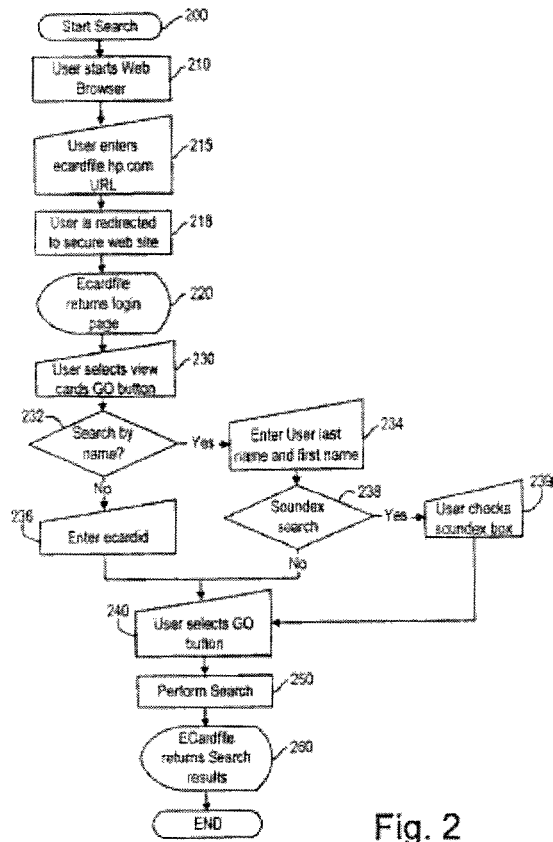 Start Search
200
User starts Web
Browser
210
User enters
ecardfile.hp.com
URL
215
User is redirected
to secure web site
218
Ecardfile
returns login
page
220
User selects view
cards GO button
230
232
Search by
name?
Yes
Enter User last
name and first name
234
No
236
Enter ecardid
Soundex
search
238
Yes
User checks
soundex box
239
No
240
User selects GO
button
Perform Search
250
ECardfile
returns Search
results
260
END
Fig. 2